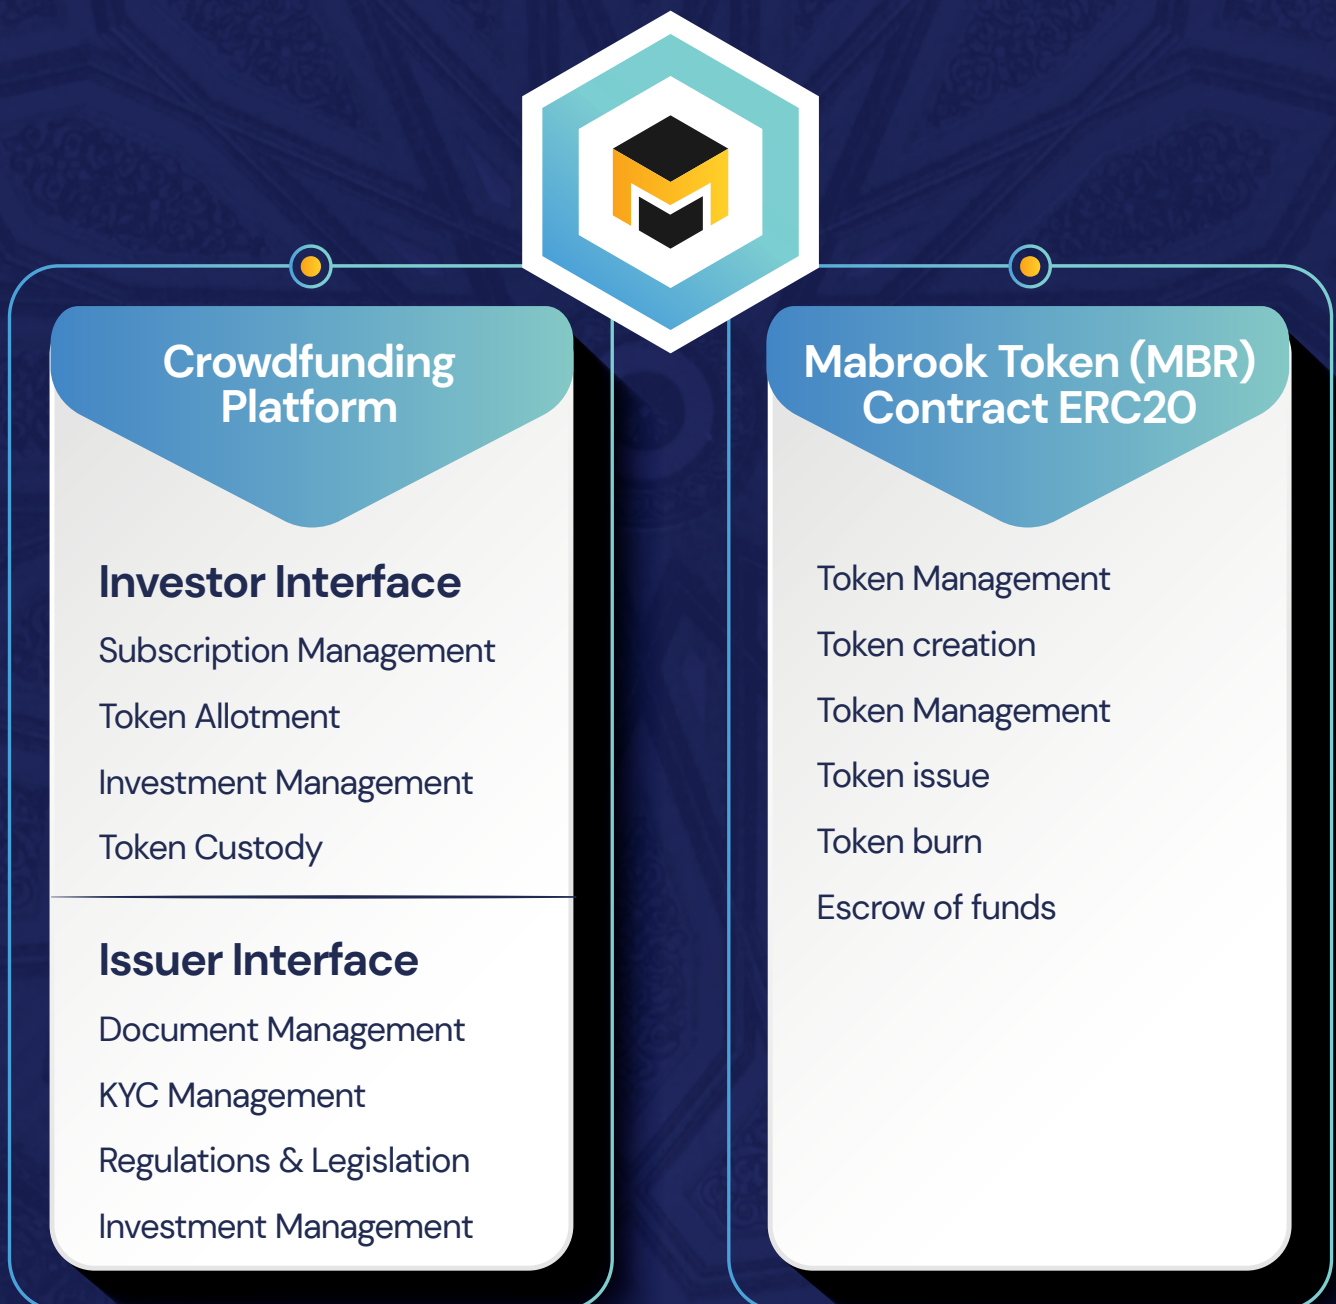 Crowdfunding
Platform
Investor Interface
Subscription Management
Token Allotment
Investment Management
Token Custody
Issuer Interface
Document Management
KYC Management
Regulations & Legislation
Investment Management
Mabrook Token (MBR)
Contract ERC20
Token Management
Token creation
Token Management
Token issue
Token burn
Escrow of funds